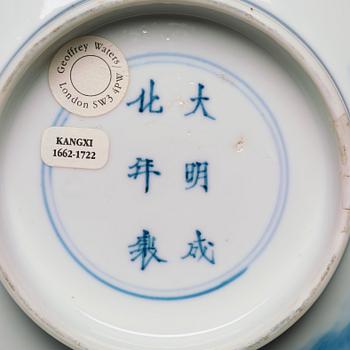 Geoffrey Waters/
London SW3 4PW
KANGXI
1662-1722
大明成
化年製